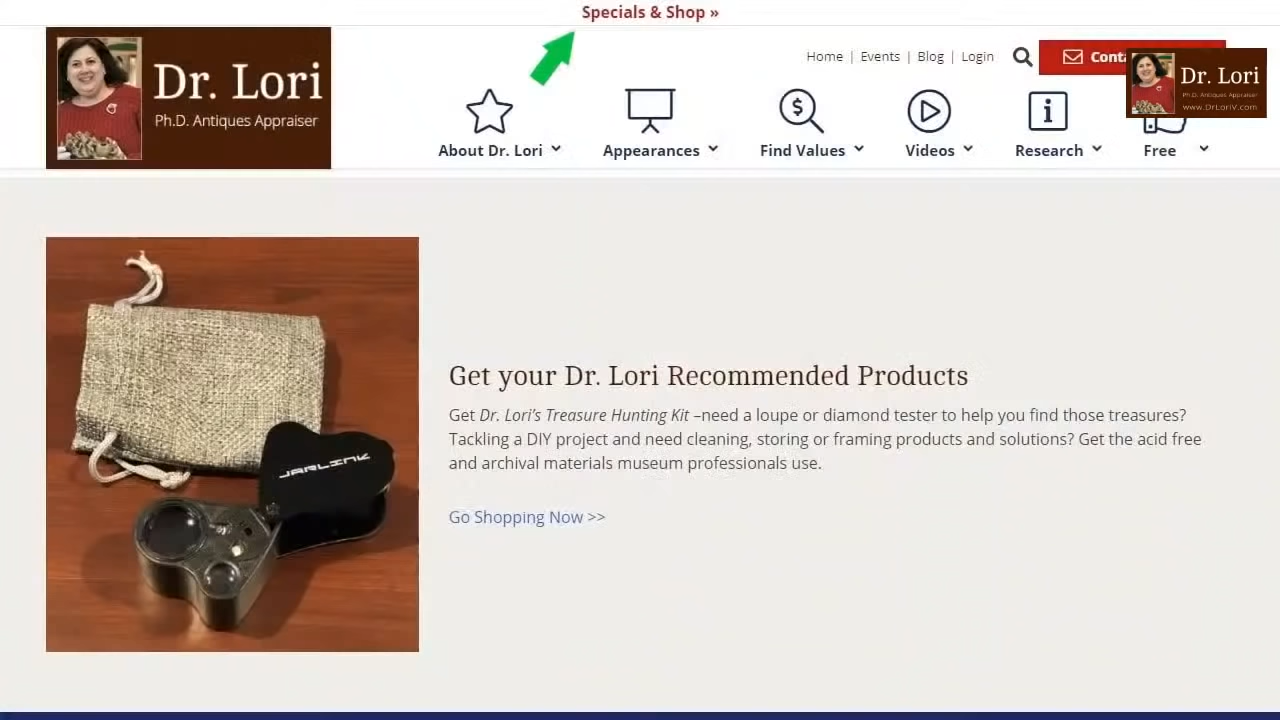 Specials & Shop »
Dr. Lori
Ph.D. Antiques Appraiser
Home | Events | Blog | Login
Dr. Lori
Ph.D. Antiques Appraiser
www.DrLoriV.com
About Dr. Lori
Appearances
Find Values
Videos
Research
Free
JARLINK
Get your Dr. Lori Recommended Products
Get Dr. Lori's Treasure Hunting Kit –need a loupe or diamond tester to help you find those treasures?
Tackling a DIY project and need cleaning, storing or framing products and solutions? Get the acid free
and archival materials museum professionals use.
Go Shopping Now >>